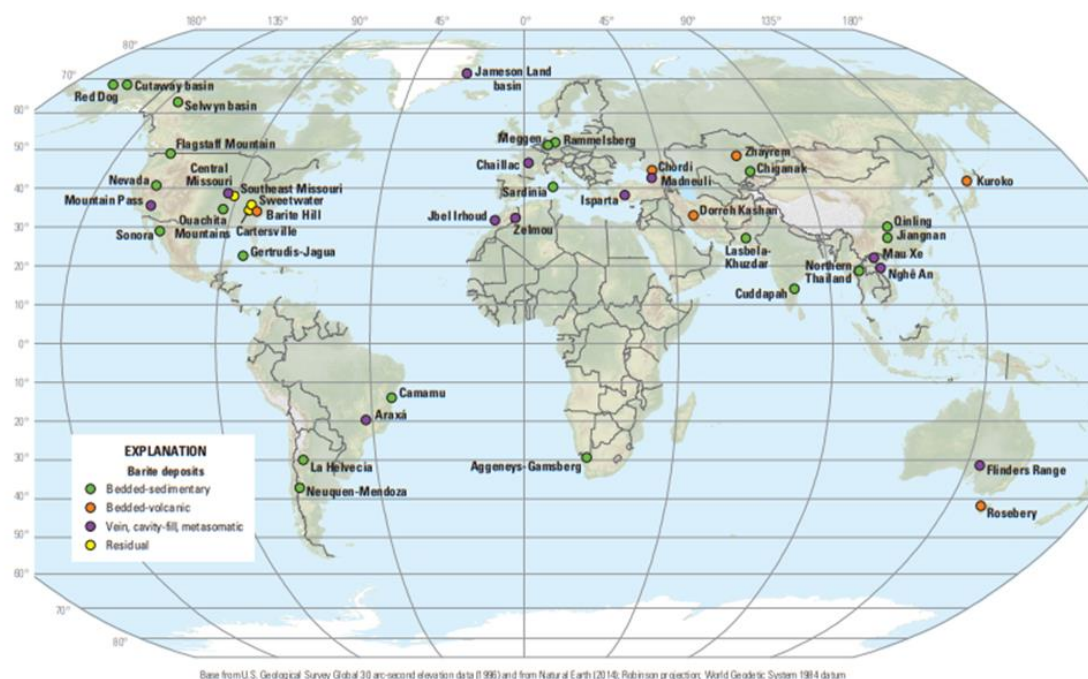 180° 135° 90° 45° 0° 45° 90° 135° 180°
80°
70°
60°
50°
40°
30°
20°
10°
0°
10°
20°
30°
40°
50°
60°
70°
80°
Jameson Land
basin
Cutaway basin
Red Dog
Selwyn basin
Flagstaff Mountain
Meggen
Rammelsberg
Chaillac
Chordi
Zhayrem
Chiganak
Madneuli
Kuroko
Nevada
Central
Missouri
Southeast Missouri
Sweetwater
Mountain Pass
Barite Hill
Ouachita
Mountains
Cartersville
Sonora
Gertrudis-Jagua
Sardinia
Isparta
Jbel Irhoud
Zelmou
Dorreh Kashan
Qinling
Jiangnan
Lasbela-
Khuzdar
Mau Xe
Northern
Thailand
Nghê An
Cuddapah
Camamu
Araxá
La Helvecia
Neuquen-Mendoza
Aggeneys-Gamsberg
Flinders Range
Rosebery
EXPLANATION
Barite deposits
Bedded-sedimentary
Bedded-volcanic
Vein, cavity-fill, metasomatic
Residual
Base from U.S. Geological Survey Global 30 arc-second elevation data (1996) and from Natural Earth (2014); Robinson projection; World Geodetic System 1984 datum